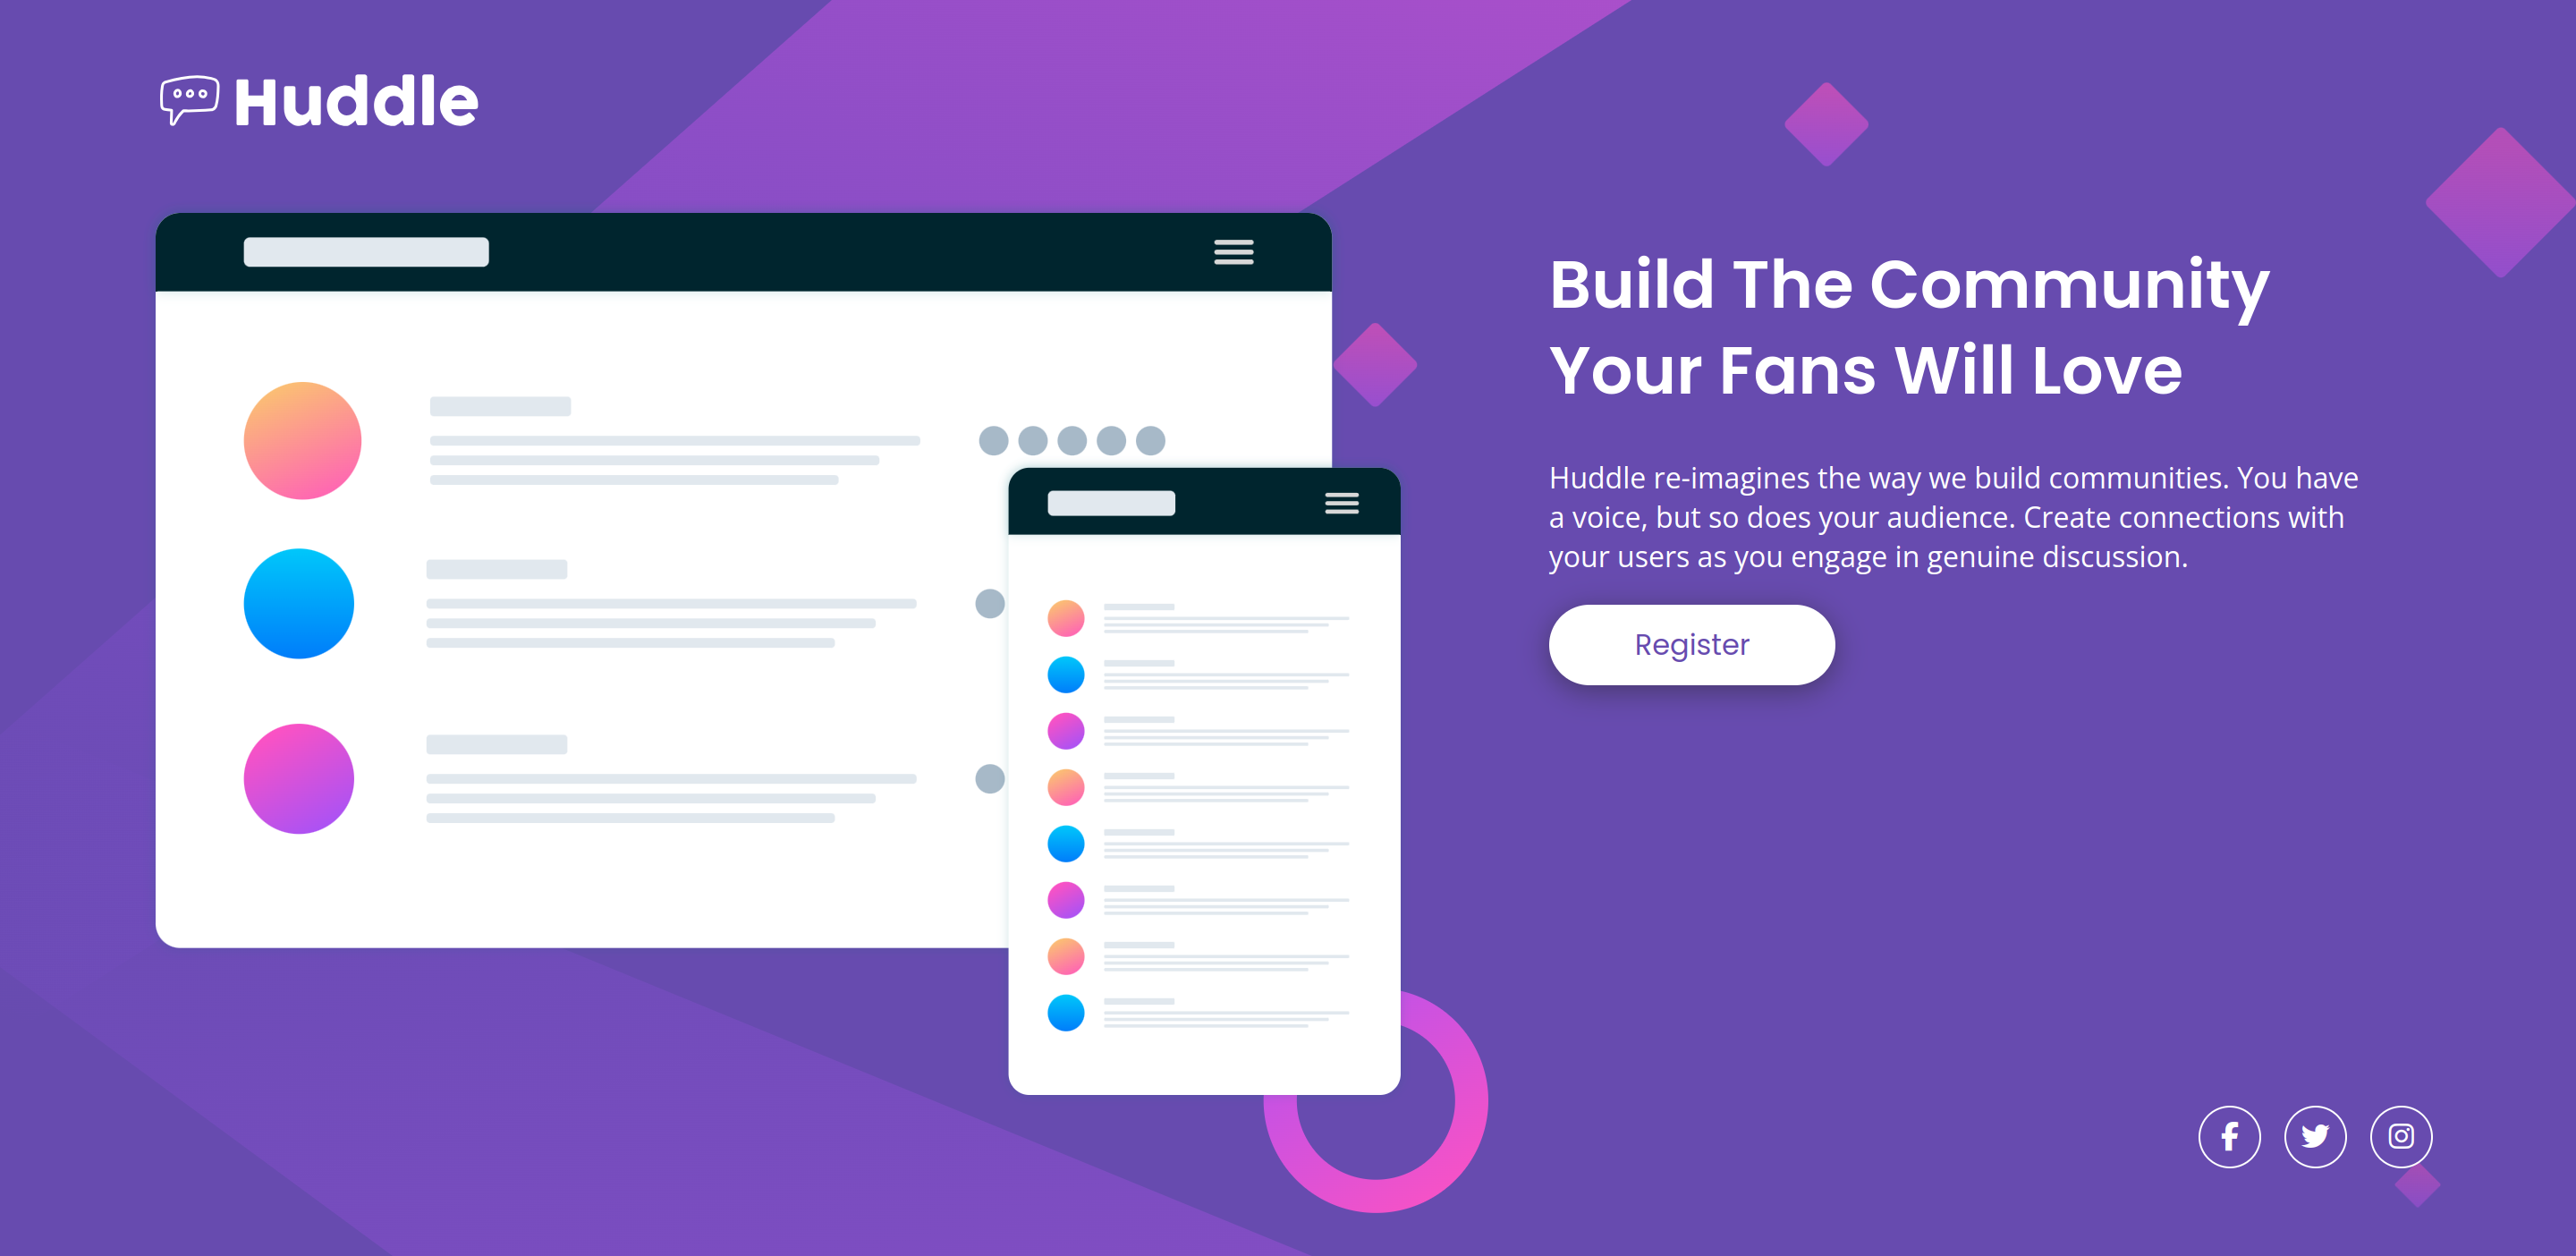 Huddle
Build The Community
Your Fans Will Love
Huddle re-imagines the way we build communities. You have
a voice, but so does your audience. Create connections with
your users as you engage in genuine discussion.
Register